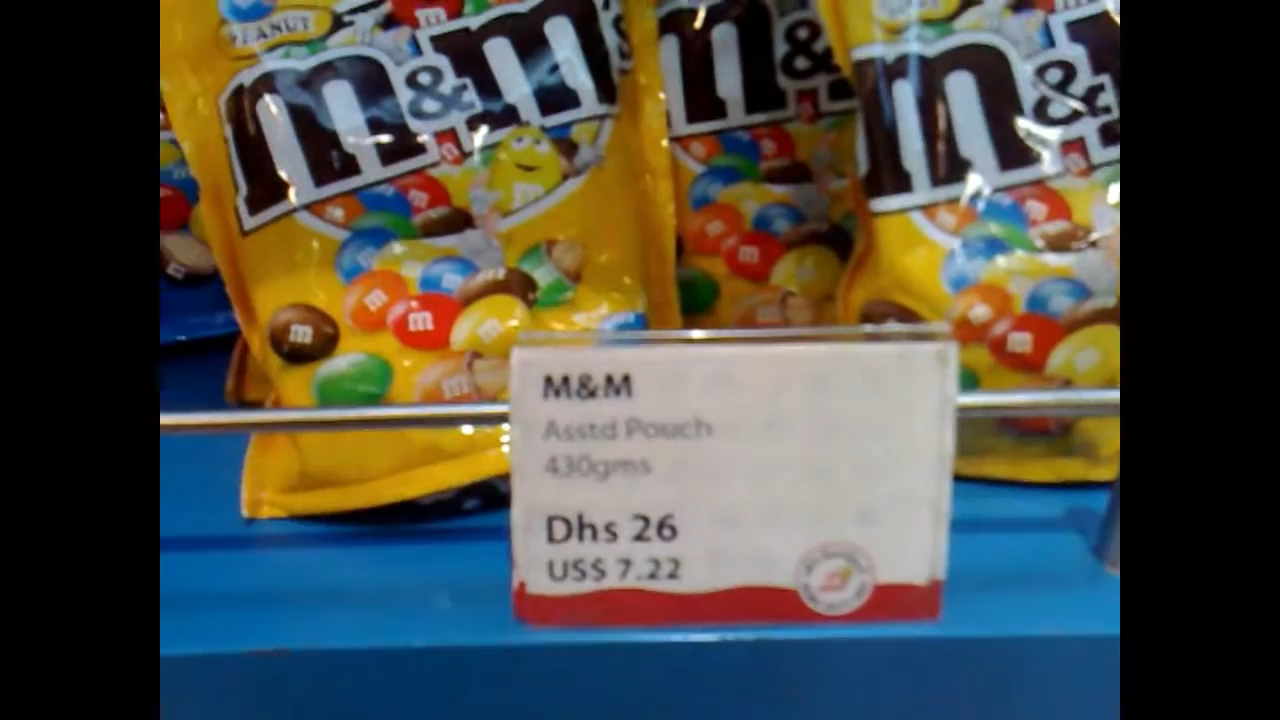 PEANUT
m&m's
m&m
m&
M&M
Asstd Pouch
430gms
Dhs 26
US$ 7.22